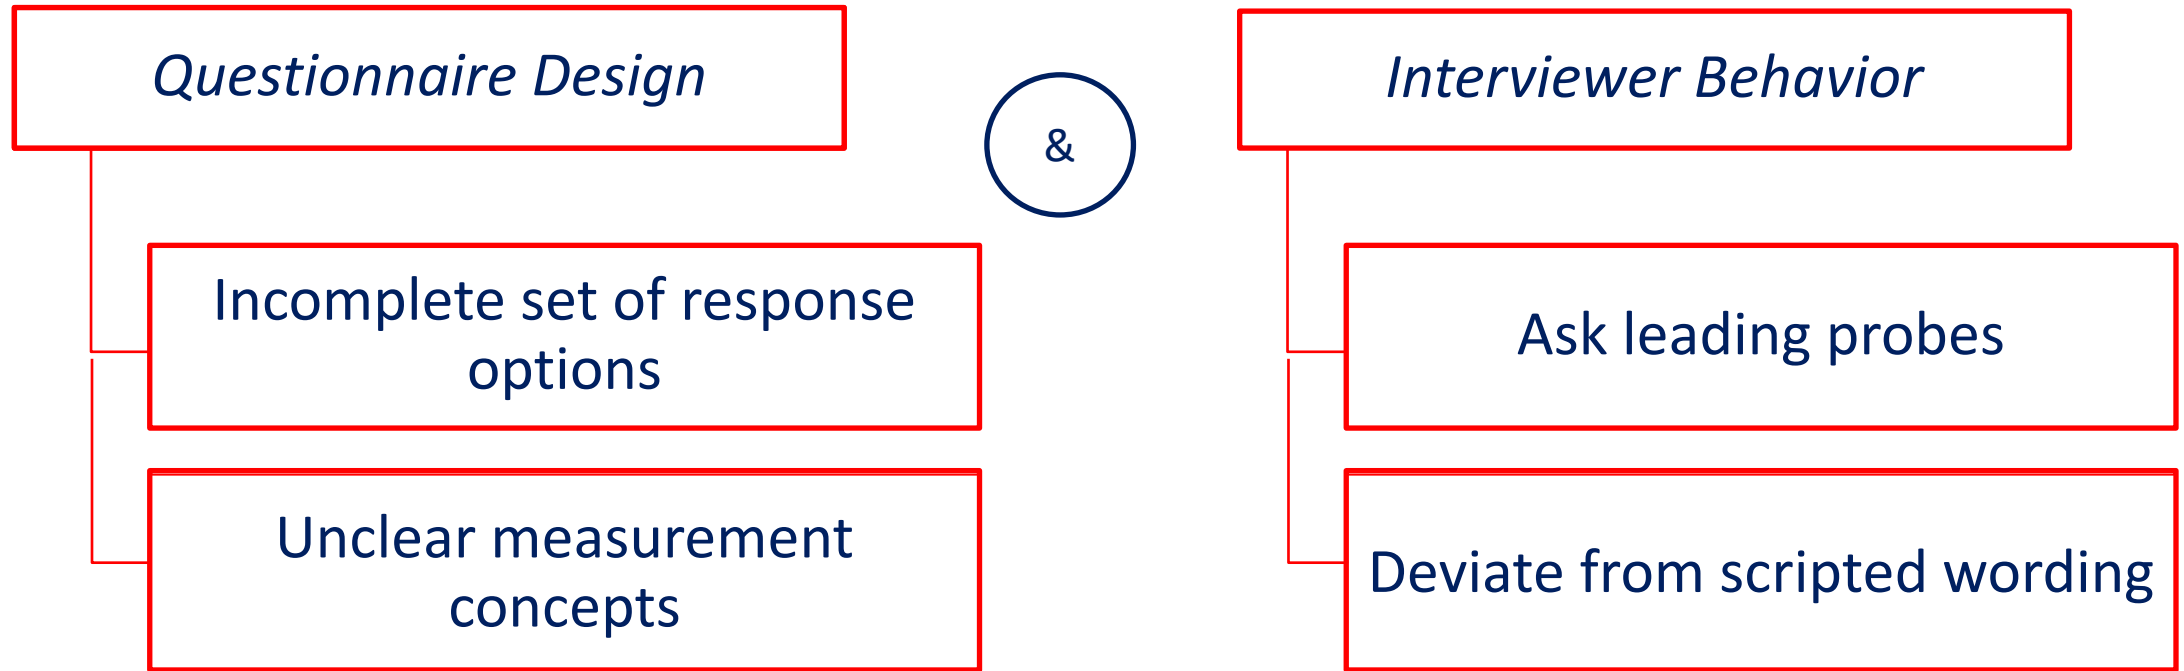 Questionnaire Design
Incomplete set of response
options
Unclear measurement
concepts
&
Interviewer Behavior
Ask leading probes
Deviate from scripted wording